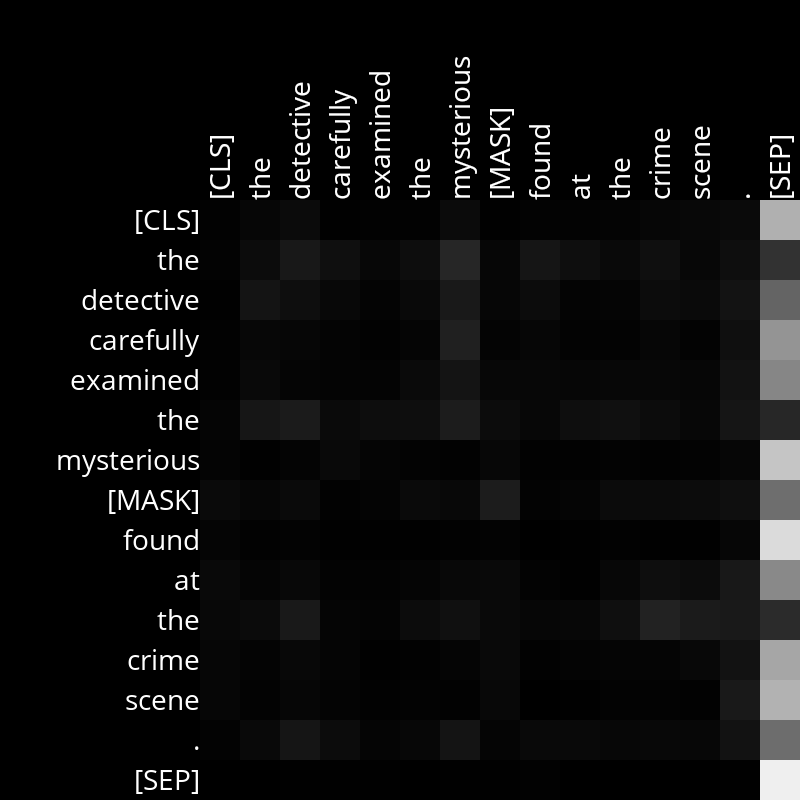 [CLS] the detective carefully examined the mysterious [MASK] found at the crime scene . [SEP]
[CLS]
the
detective
carefully
examined
the
mysterious
[MASK]
found
at
the
crime
scene
.
[SEP]